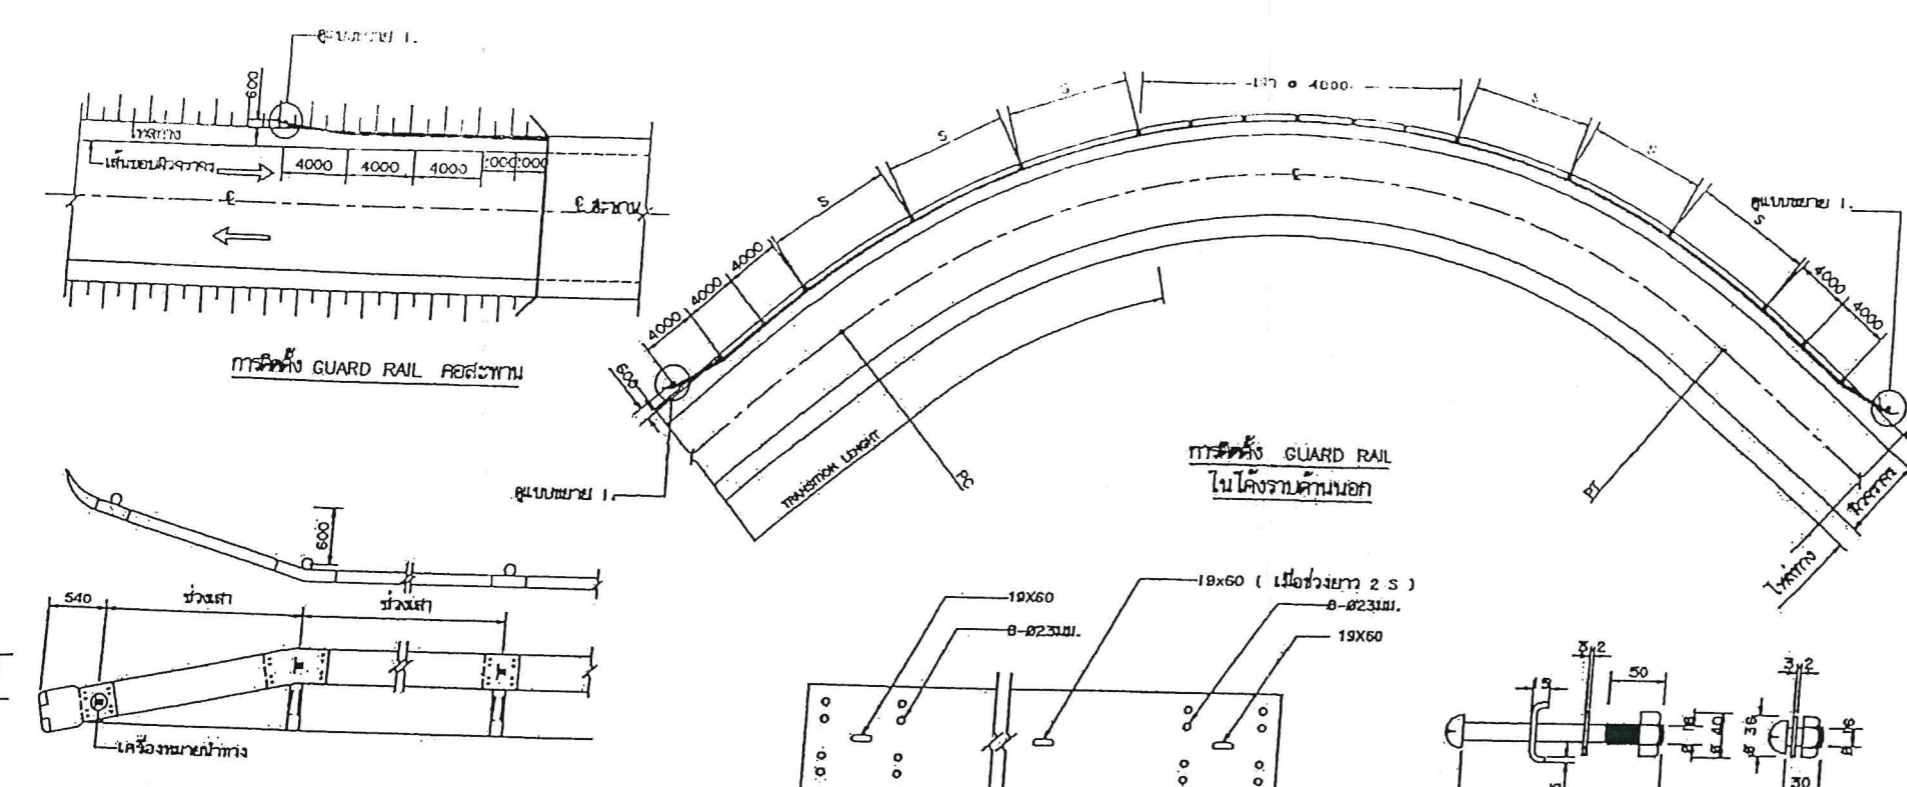 ดูแบบขยาย 1.
600
ไหล่ทาง
เส้นขอบผิวจราจร
4000
4000
4000
℄
℄ สะพาน
การติดตั้ง GUARD RAIL คอสะพาน
S
S
S
S
4000
S
S
S
4000
4000
4000
4000
4000
600
℄
ดูแบบขยาย 1.
ดูแบบขยาย 1.
TRANSITION LENGHT
PC
PT
การติดตั้ง GUARD RAIL
ในโค้งราบด้านนอก
ผิวจราจร
ไหล่ทาง
600
540
ช่วงเสา
ช่วงเสา
เครื่องหมายนำทาง
19X60
8-Ø23มม.
19x60 ( เมื่อช่วงยาว 2 S )
8-Ø23มม.
19X60
3
2
50
Ø 40
3
2
Ø 36
30